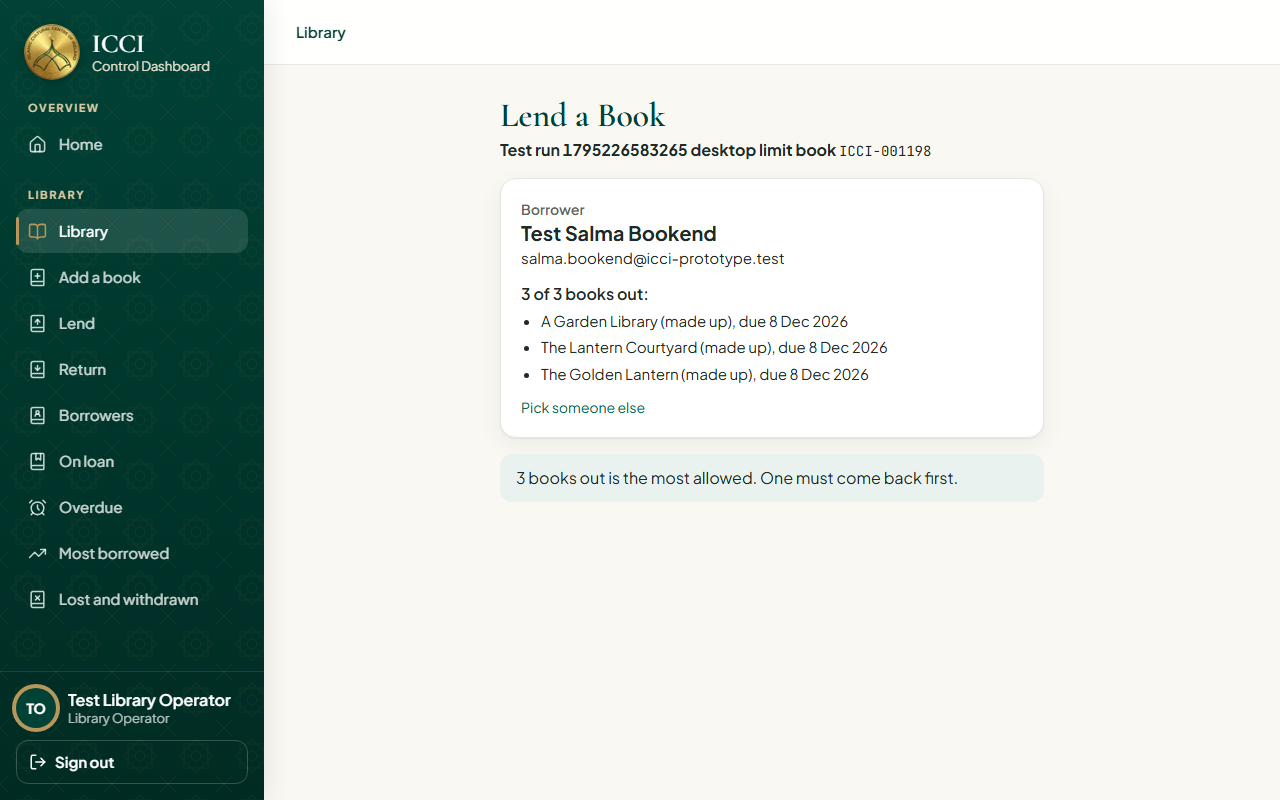 ICCI
Control Dashboard
OVERVIEW
Home
LIBRARY
Library
Add a book
Lend
Return
Borrowers
On loan
Overdue
Most borrowed
Lost and withdrawn
TO
Test Library Operator
Library Operator
Sign out
Library
Lend a Book
Test run 1795226583265 desktop limit book ICCI-001198
Borrower
Test Salma Bookend
salma.bookend@icci-prototype.test
3 of 3 books out:
A Garden Library (made up), due 8 Dec 2026
The Lantern Courtyard (made up), due 8 Dec 2026
The Golden Lantern (made up), due 8 Dec 2026
Pick someone else
3 books out is the most allowed. One must come back first.